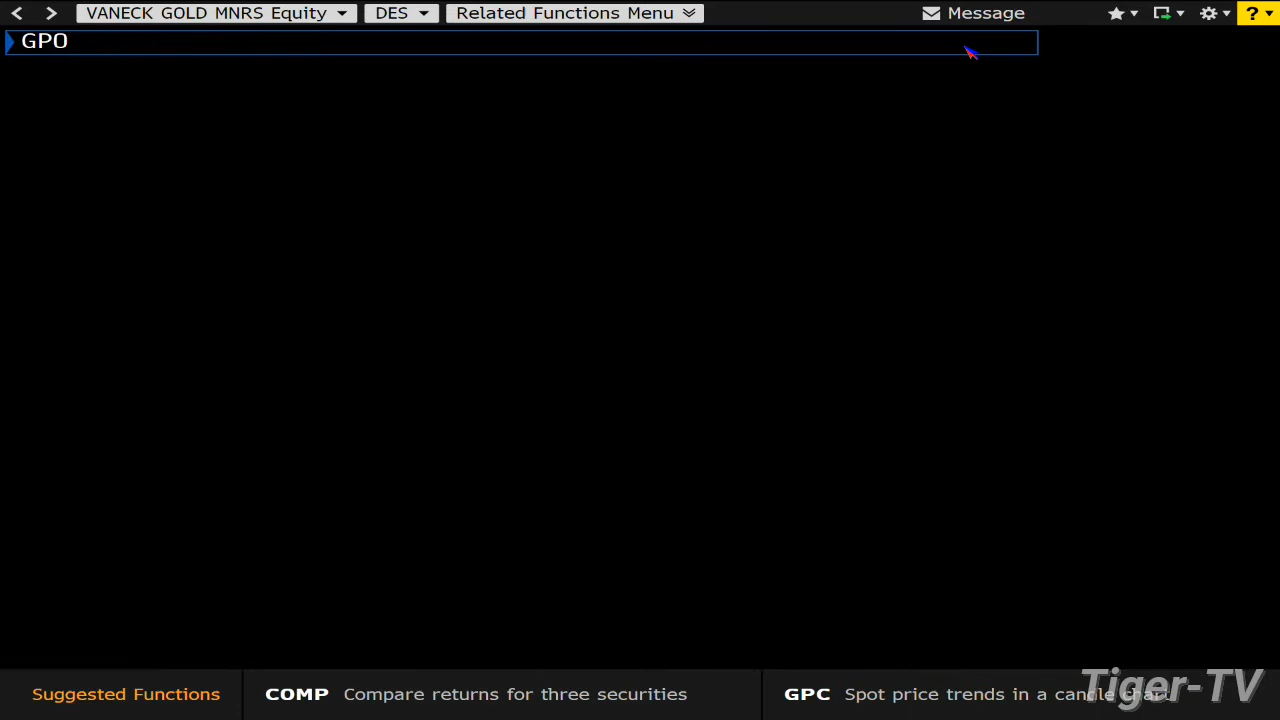 VANECK GOLD MNRS Equity DES Related Functions Menu Message ?
GPO
Suggested Functions COMP Compare returns for three securities GPC Spot price trends in a candle chart
Tiger-TV